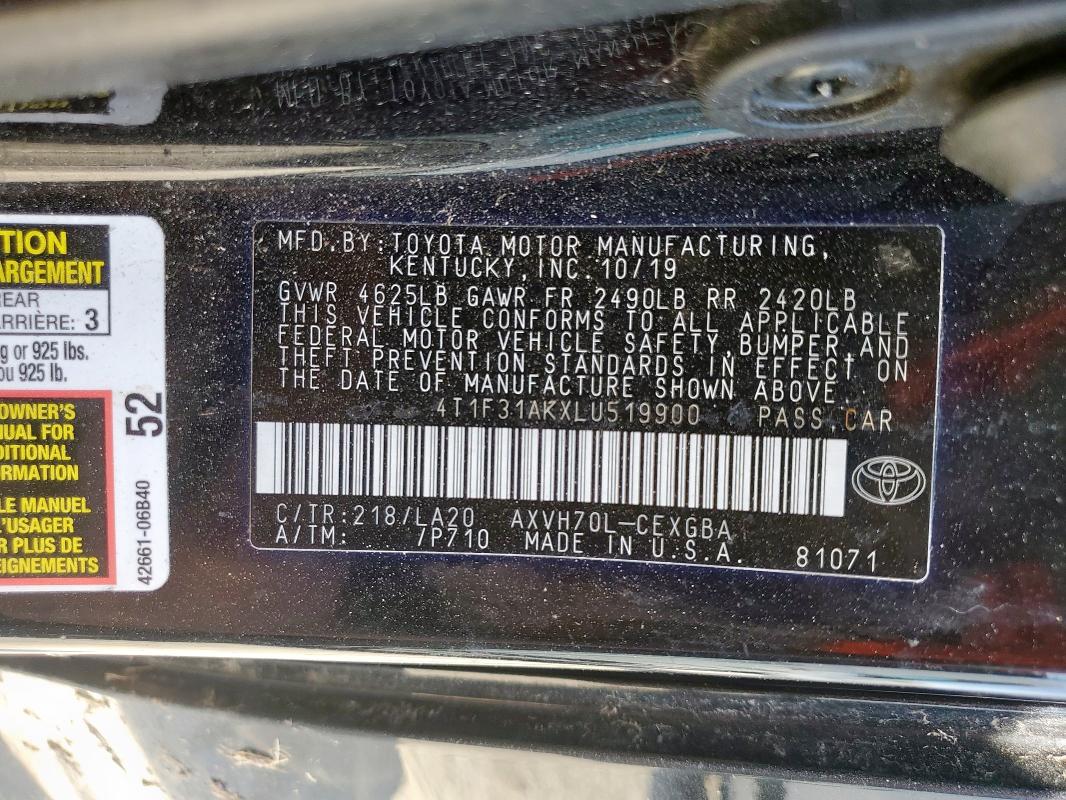 TION
ARGEMENT
REAR
ARRIÈRE: 3
g or 925 lbs.
ou 925 lb.
OWNER'S
NUAL FOR
DITIONAL
ORMATION
LE MANUEL
L'USAGER
R PLUS DE
EIGNEMENTS
52
42661-06B40
MFD.BY:TOYOTA MOTOR MANUFACTURING,
KENTUCKY,INC.10/19
GVWR 4625LB GAWR FR 2490LB RR 2420LB
THIS VEHICLE CONFORMS TO ALL APPLICABLE
FEDERAL MOTOR VEHICLE SAFETY,BUMPER,AND
THEFT PREVENTION STANDARDS IN EFFECT ON
THE DATE OF MANUFACTURE SHOWN ABOVE.
4T1F31AKXLU519900 PASS.CAR
C/TR:218/LA20 AXVH70L-CEXGBA
A/TM: /P710 MADE IN U.S.A. 81071